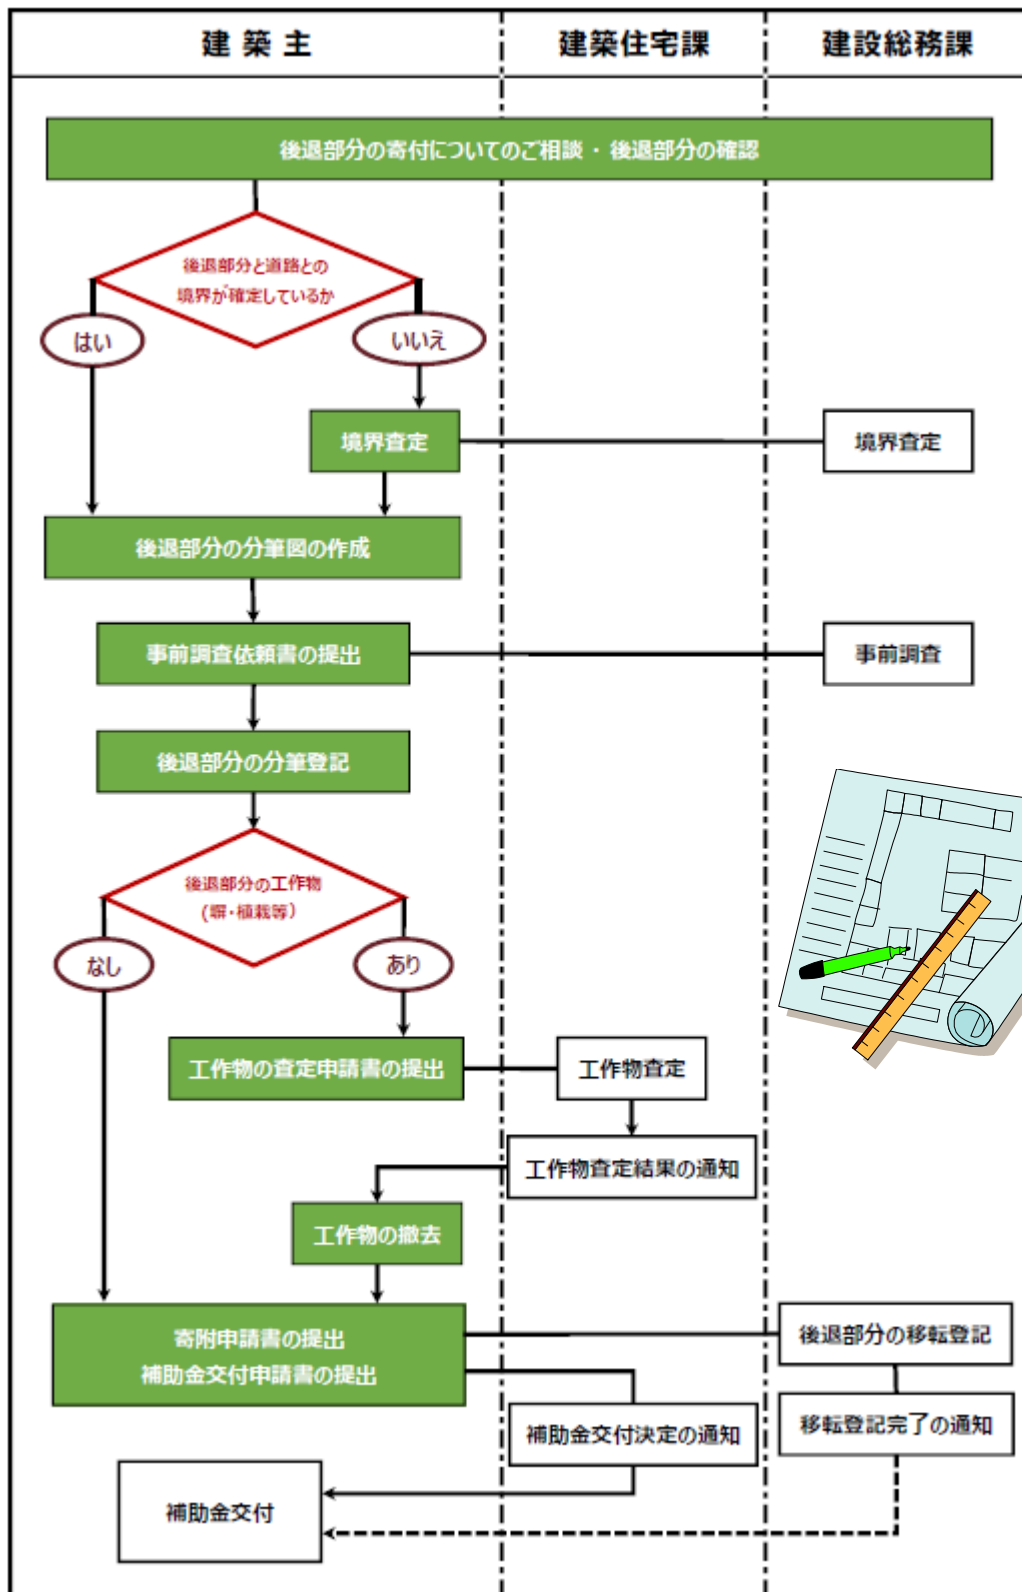 建築主
建築住宅課
建設総務課
後退部分の寄付についてのご相談・後退部分の確認
後退部分と道路との
境界が確定しているか
はい
いいえ
境界査定
境界査定
後退部分の分筆図の作成
事前調査依頼書の提出
事前調査
後退部分の分筆登記
後退部分の工作物
(塀・植栽等)
なし
あり
工作物の査定申請書の提出
工作物査定
工作物査定結果の通知
工作物の撤去
寄附申請書の提出
補助金交付申請書の提出
後退部分の移転登記
補助金交付決定の通知
移転登記完了の通知
補助金交付